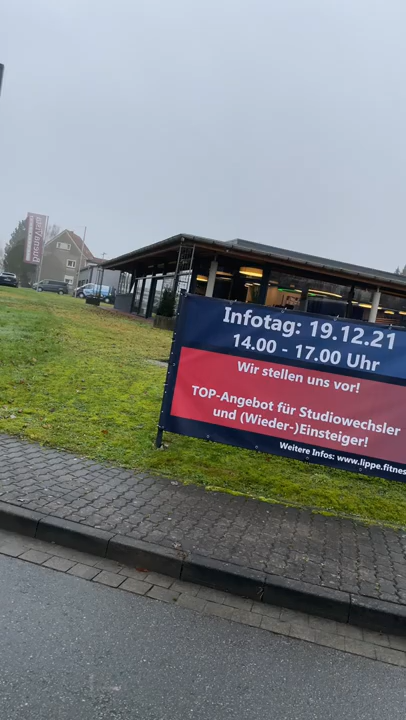 Infotag: 19.12.21
14.00 - 17.00 Uhr
Wir stellen uns vor!
TOP-Angebot für Studiowechsler
und (Wieder-)Einsteiger!
Weitere Infos: www.lippe.fitnes